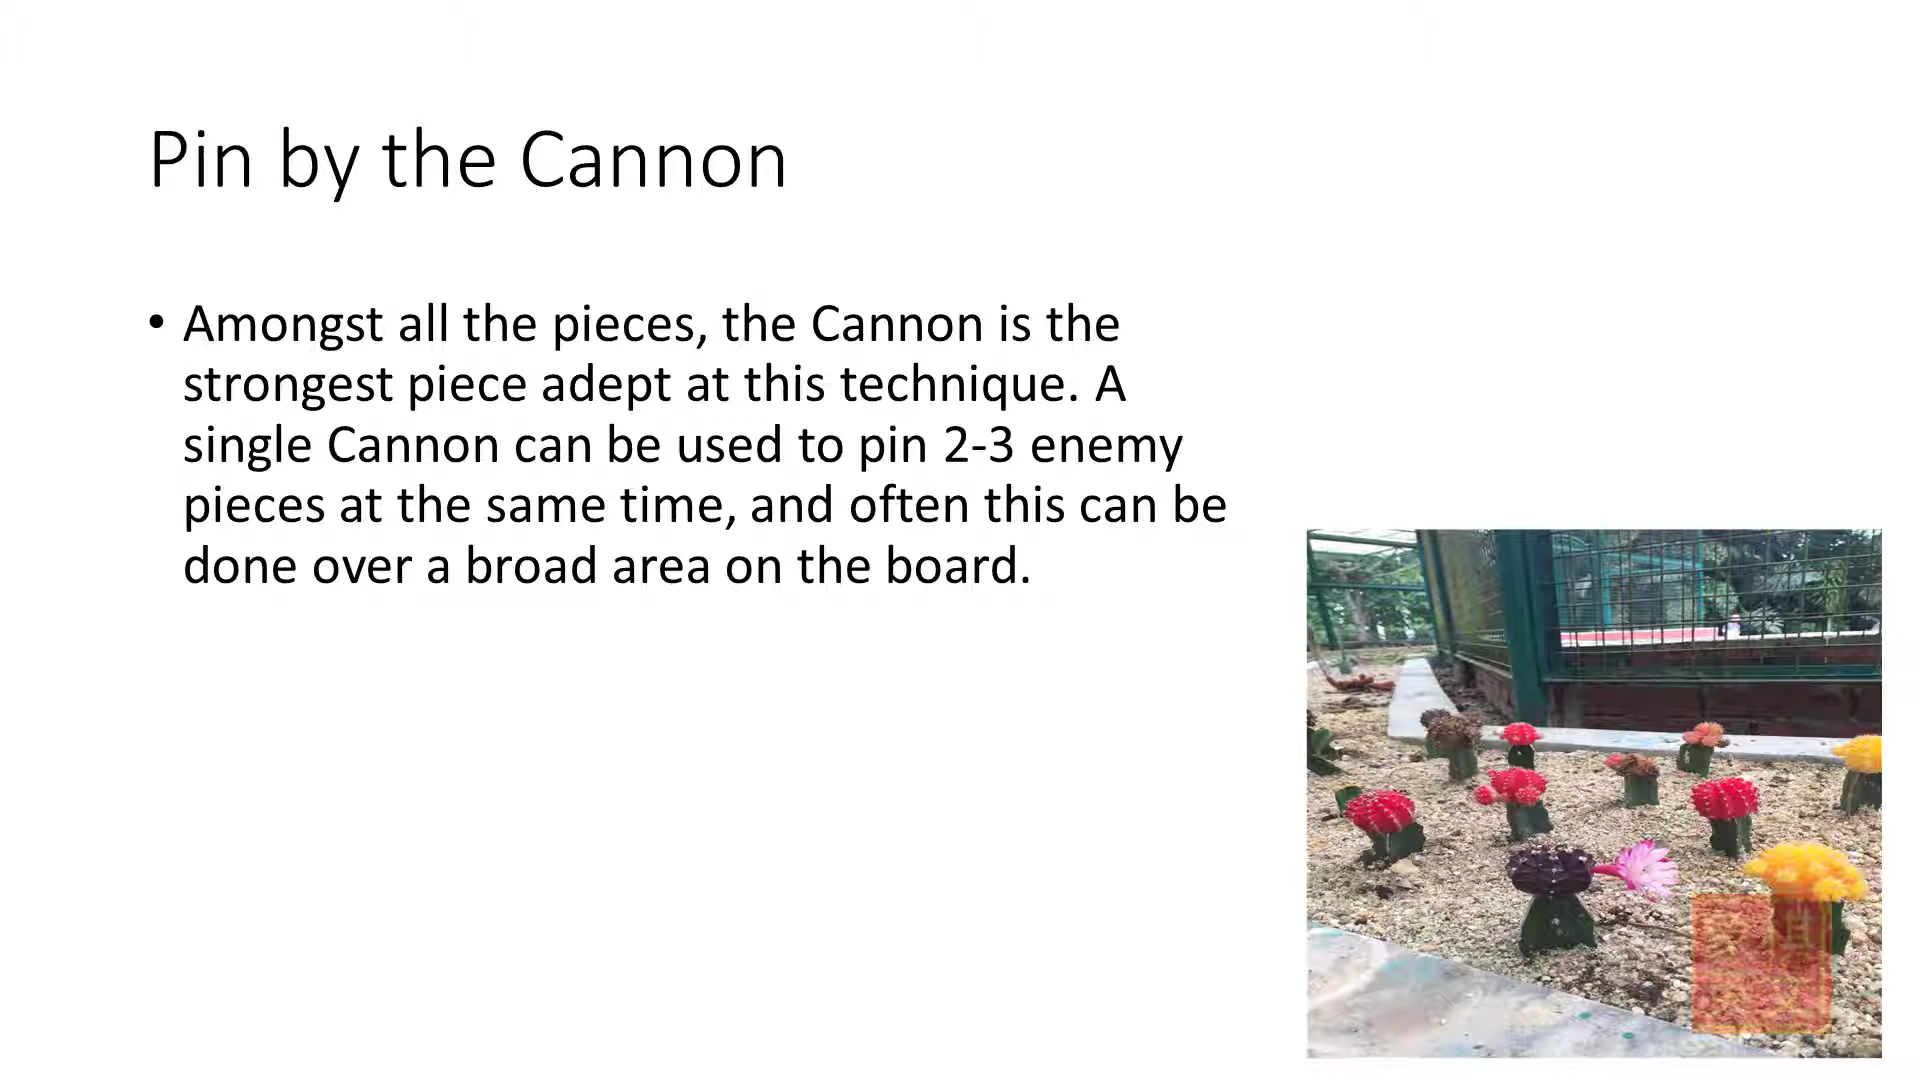 Pin by the Cannon
• Amongst all the pieces, the Cannon is the
strongest piece adept at this technique. A
single Cannon can be used to pin 2-3 enemy
pieces at the same time, and often this can be
done over a broad area on the board.